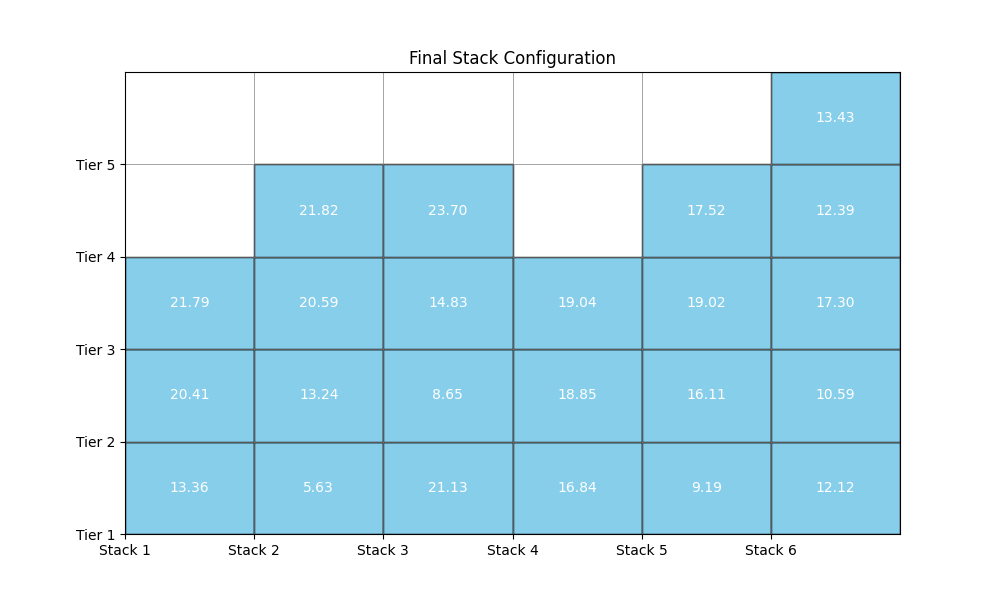 Final Stack Configuration
13.43
Tier 5
21.82 23.70 17.52 12.39
Tier 4
21.79 20.59 14.83 19.04 19.02 17.30
Tier 3
20.41 13.24 8.65 18.85 16.11 10.59
Tier 2
13.36 5.63 21.13 16.84 9.19 12.12
Tier 1
Stack 1 Stack 2 Stack 3 Stack 4 Stack 5 Stack 6